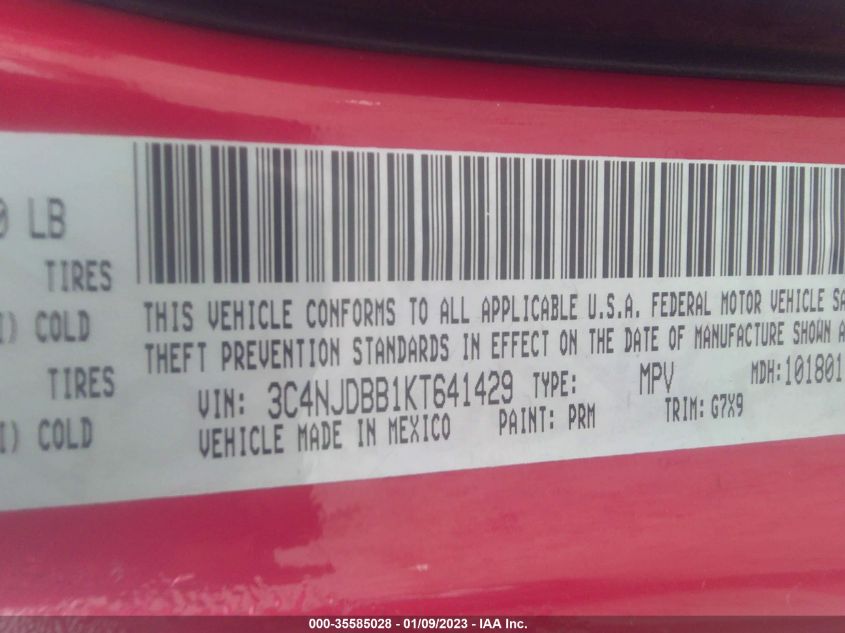 0 LB
TIRES
I) COLD
TIRES
I) COLD
THIS VEHICLE CONFORMS TO ALL APPLICABLE U.S.A. FEDERAL MOTOR VEHICLE SA
THEFT PREVENTION STANDARDS IN EFFECT ON THE DATE OF MANUFACTURE SHOWN A
VIN: 3C4NJDBB1KT641429 TYPE: MPV MDH:101801
VEHICLE MADE IN MEXICO PAINT: PRM TRIM: G7X9
000-35585028 - 01/09/2023 - IAA Inc.